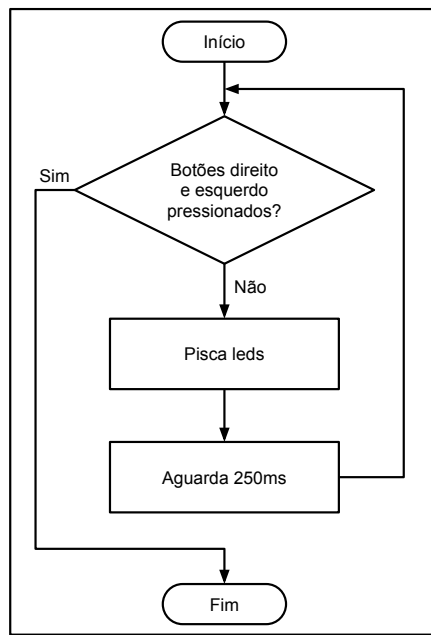 Início
Botões direito
e esquerdo
pressionados?
Sim
Não
Pisca leds
Aguarda 250ms
Fim